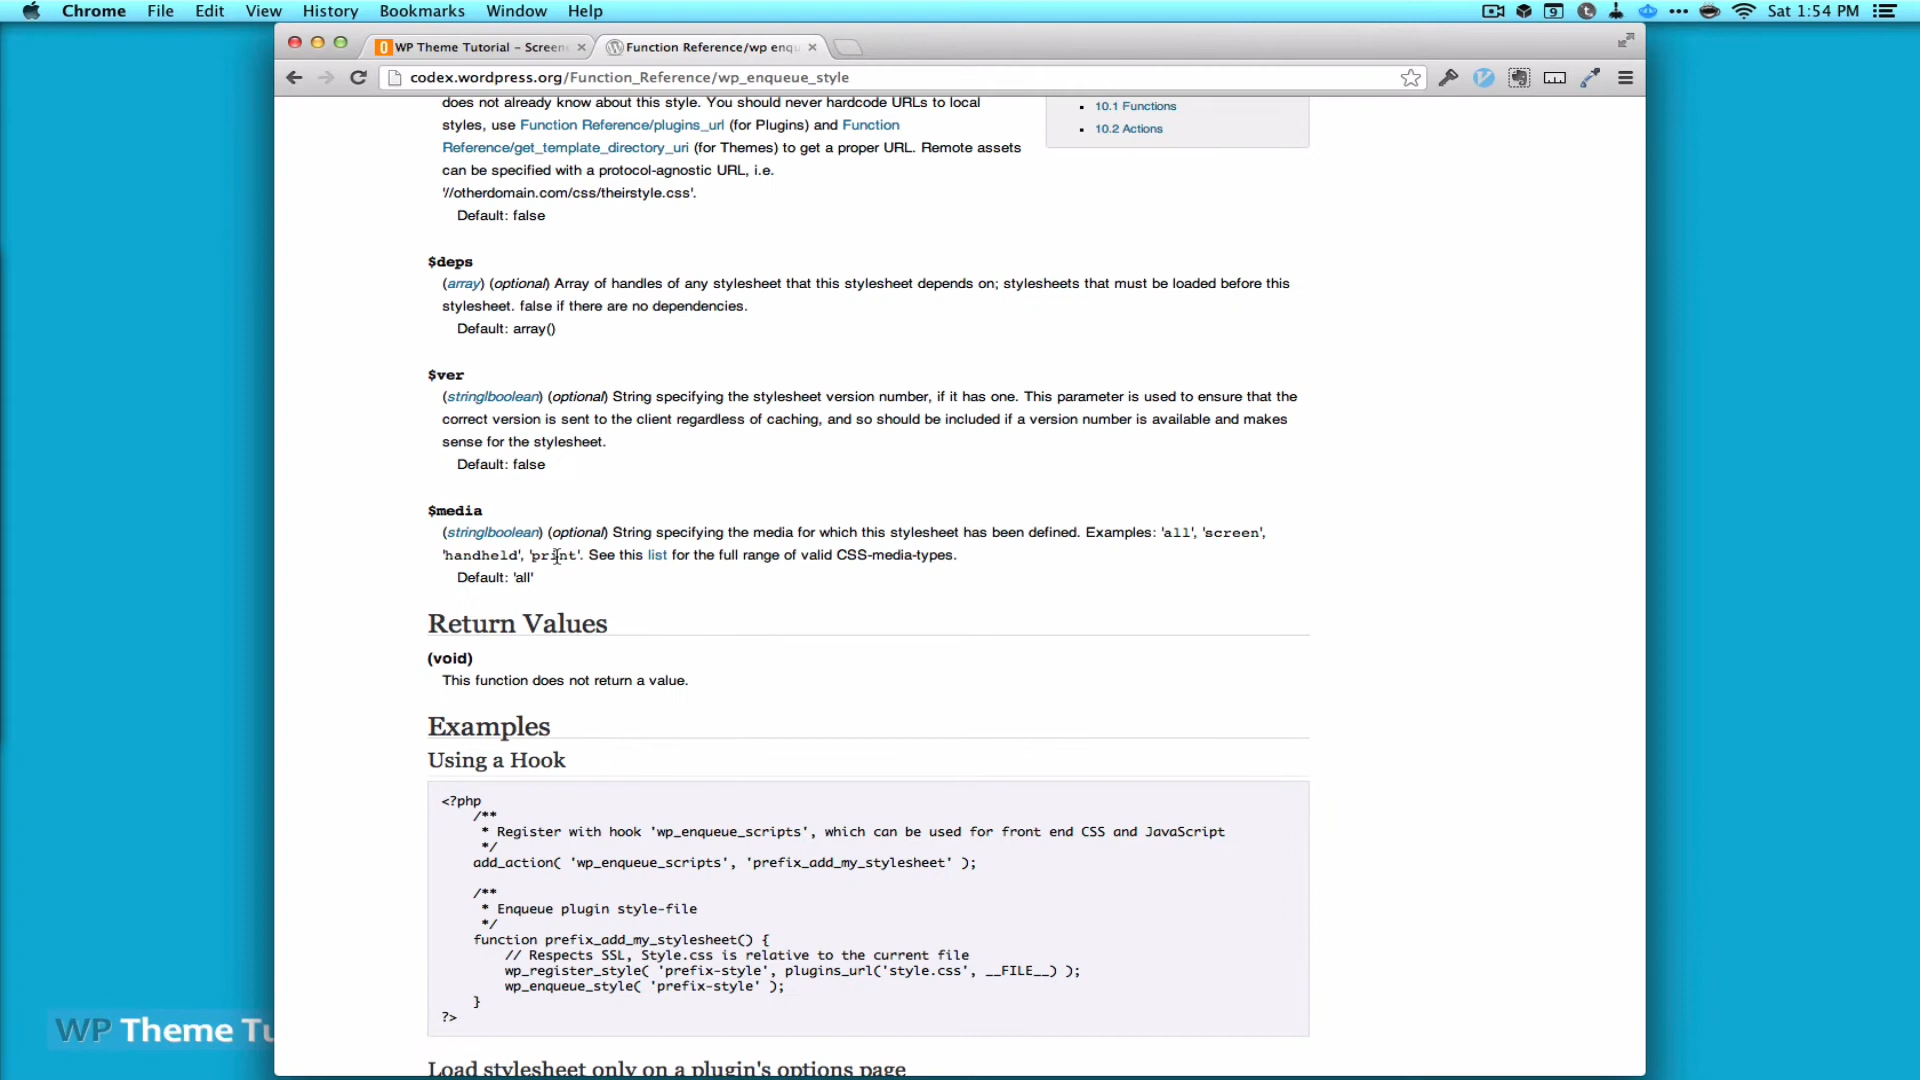 Chrome File Edit View History Bookmarks Window Help
9
Sat 1:54 PM
WP Theme Tutorial – Screen
Function Reference/wp enqu
codex.wordpress.org/Function_Reference/wp_enqueue_style
does not already know about this style. You should never hardcode URLs to local
styles, use Function Reference/plugins_url (for Plugins) and Function
Reference/get_template_directory_uri (for Themes) to get a proper URL. Remote assets
can be specified with a protocol-agnostic URL, i.e.
'//otherdomain.com/css/theirstyle.css'.
Default: false
10.1 Functions
10.2 Actions
$deps
(array) (optional) Array of handles of any stylesheet that this stylesheet depends on; stylesheets that must be loaded before this
stylesheet. false if there are no dependencies.
Default: array()
$ver
(string|boolean) (optional) String specifying the stylesheet version number, if it has one. This parameter is used to ensure that the
correct version is sent to the client regardless of caching, and so should be included if a version number is available and makes
sense for the stylesheet.
Default: false
$media
(string|boolean) (optional) String specifying the media for which this stylesheet has been defined. Examples: 'all', 'screen',
'handheld', 'print'. See this list for the full range of valid CSS-media-types.
Default: 'all'
Return Values
(void)
This function does not return a value.
Examples
Using a Hook
<?php
/**
* Register with hook 'wp_enqueue_scripts', which can be used for front end CSS and JavaScript
*/
add_action( 'wp_enqueue_scripts', 'prefix_add_my_stylesheet' );
/**
* Enqueue plugin style-file
*/
function prefix_add_my_stylesheet() {
// Respects SSL, Style.css is relative to the current file
wp_register_style( 'prefix-style', plugins_url('style.css', __FILE__) );
wp_enqueue_style( 'prefix-style' );
}
?>
Load stylesheet only on a plugin's options page
WP Theme Tu